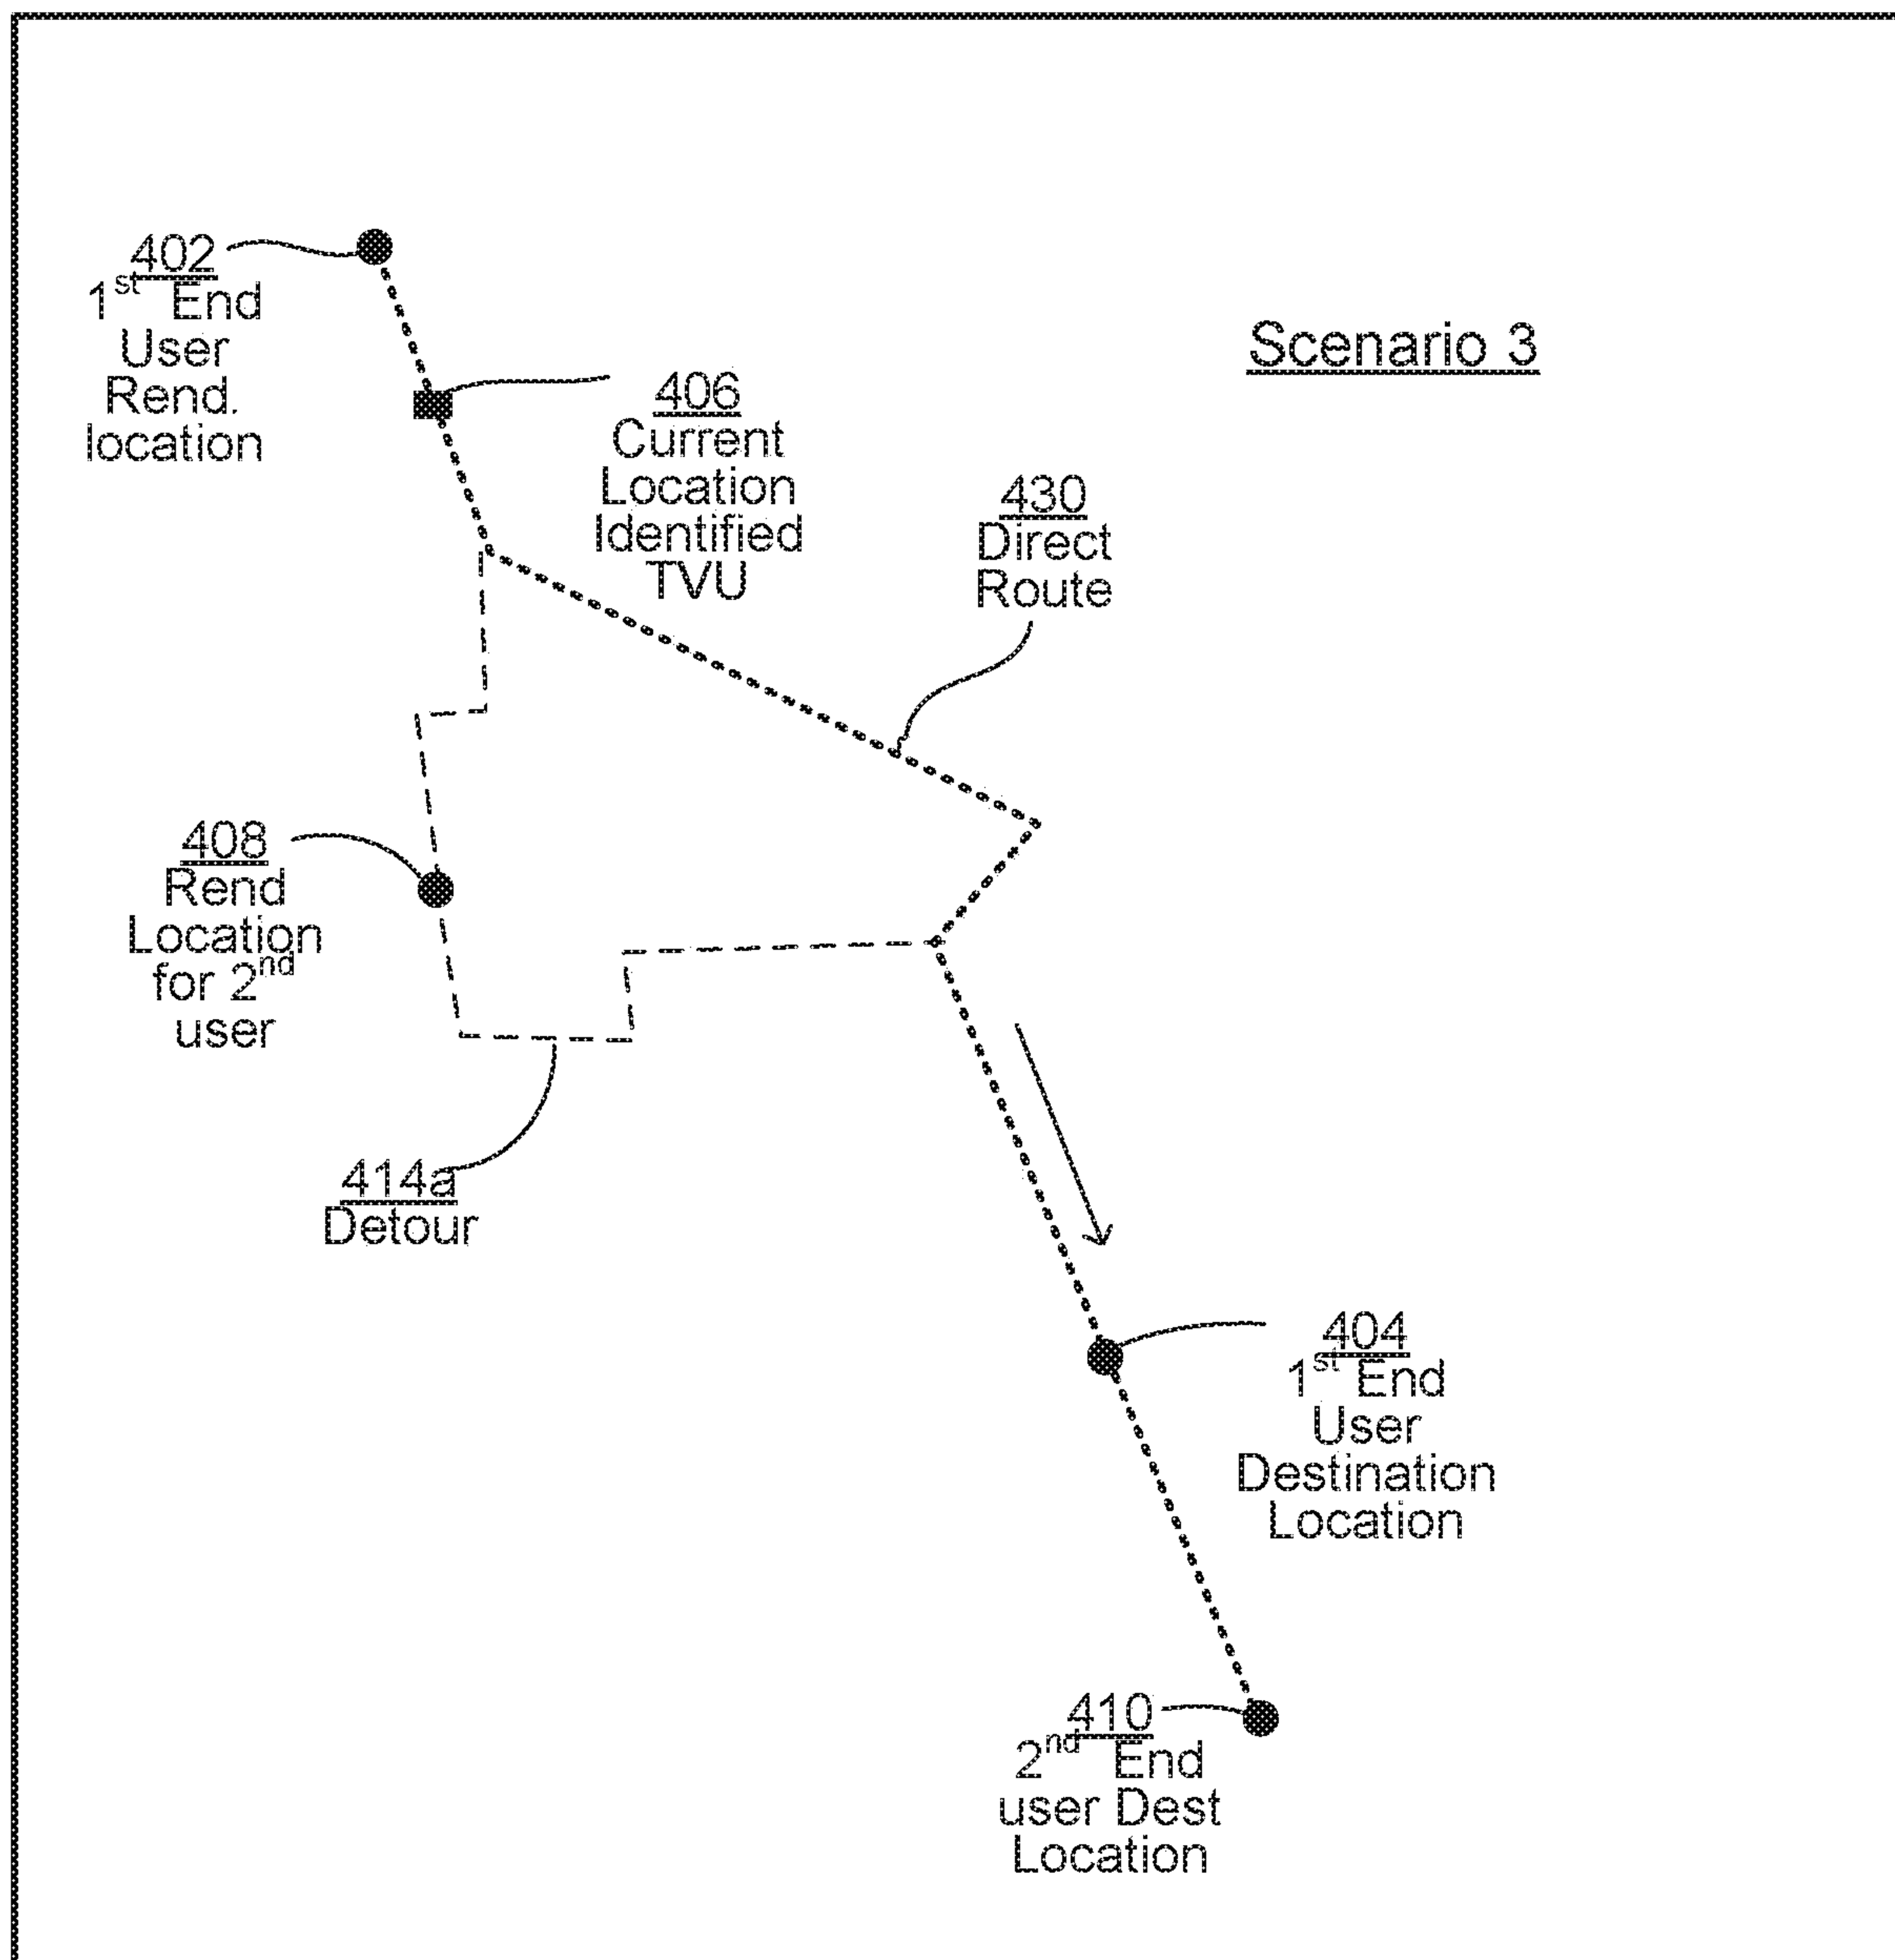 402
1st End
User
Rend.
location
Scenario 3
406
Current
Location
Identified
TVU
430
Direct
Route
408
Rend
Location
for 2nd
user
414a
Detour
404
1st End
User
Destination
Location
410
2nd End
user Dest
Location